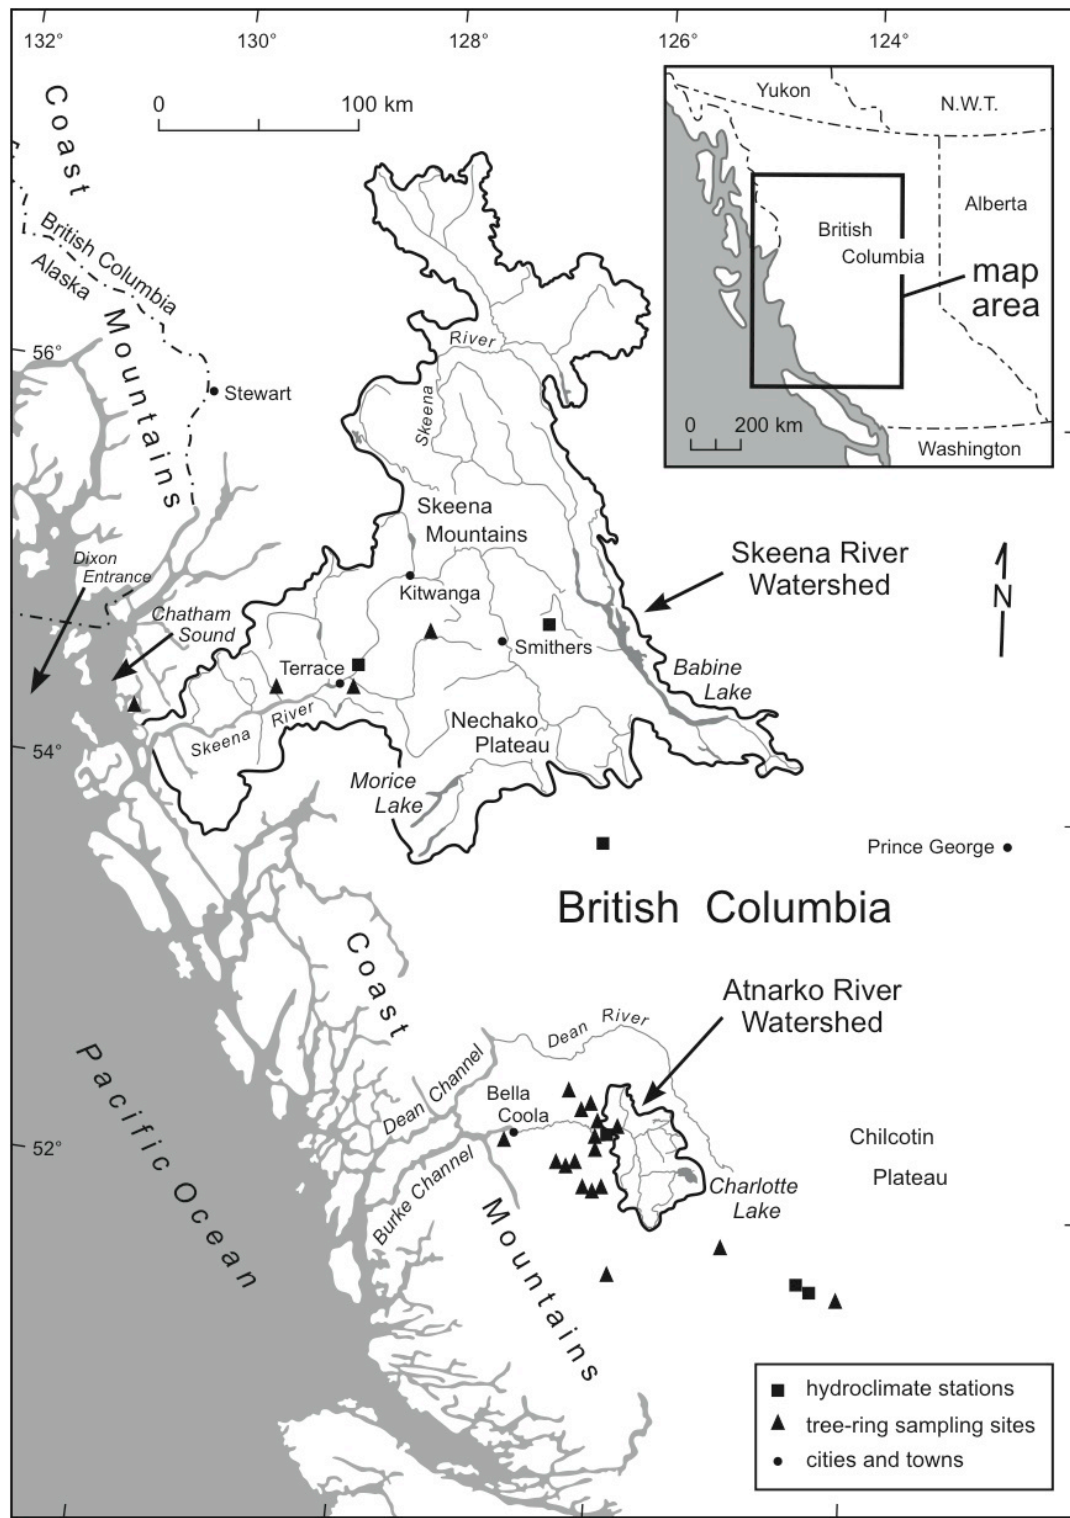 132°
130°
128°
126°
124°
0 100 km
Coast
Mountains
British Columbia
Alaska
Yukon
N.W.T.
Alberta
British
Columbia
map
area
0 200 km
Washington
56°
Stewart
River
Skeena
Skeena
Mountains
Skeena River
Watershed
N
Dixon
Entrance
Chatham
Sound
Kitwanga
Smithers
Terrace
Babine
Lake
Skeena River
Nechako
Plateau
54°
Morice
Lake
Prince George
British Columbia
Coast
Mountains
Atnarko River
Watershed
Dean River
Pacific Ocean
Dean Channel
Bella
Coola
52°
Chilcotin
Plateau
Burke Channel
Charlotte
Lake
hydroclimate stations
tree-ring sampling sites
cities and towns